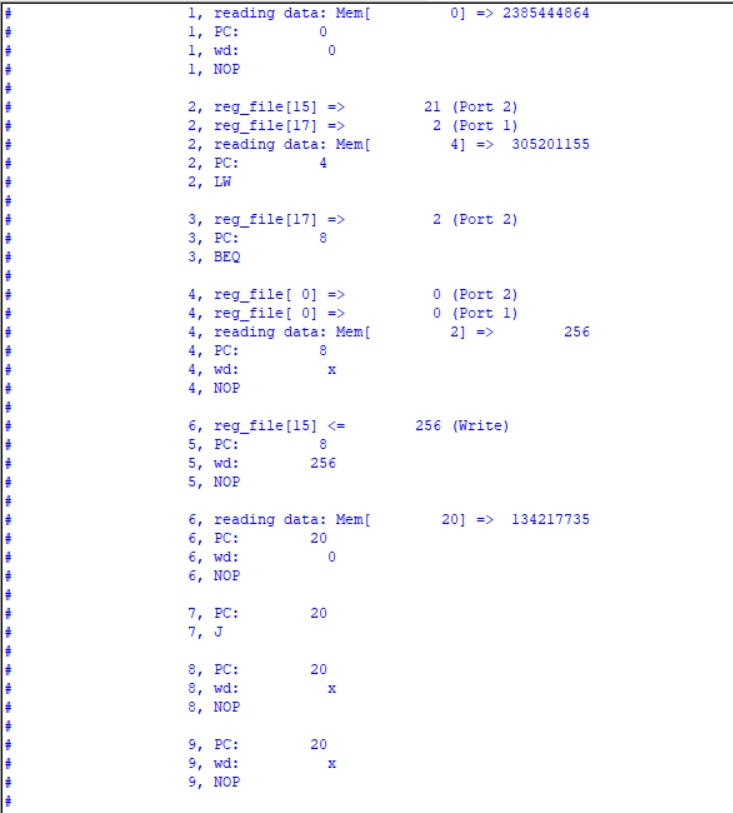 #                    1, reading data: Mem[         0] => 2385444864
#                    1, PC:         0
#                    1, wd:          0
#                    1, NOP
#
#                    2, reg_file[15] =>         21 (Port 2)
#                    2, reg_file[17] =>          2 (Port 1)
#                    2, reading data: Mem[         4] =>  305201155
#                    2, PC:         4
#                    2, LW
#
#                    3, reg_file[17] =>          2 (Port 2)
#                    3, PC:         8
#                    3, BEQ
#
#                    4, reg_file[ 0] =>          0 (Port 2)
#                    4, reg_file[ 0] =>          0 (Port 1)
#                    4, reading data: Mem[         2] =>        256
#                    4, PC:         8
#                    4, wd:          x
#                    4, NOP
#
#                    6, reg_file[15] <=        256 (Write)
#                    5, PC:         8
#                    5, wd:        256
#                    5, NOP
#
#                    6, reading data: Mem[        20] =>  134217735
#                    6, PC:        20
#                    6, wd:          0
#                    6, NOP
#
#                    7, PC:        20
#                    7, J
#
#                    8, PC:        20
#                    8, wd:          x
#                    8, NOP
#
#                    9, PC:        20
#                    9, wd:          x
#                    9, NOP
#